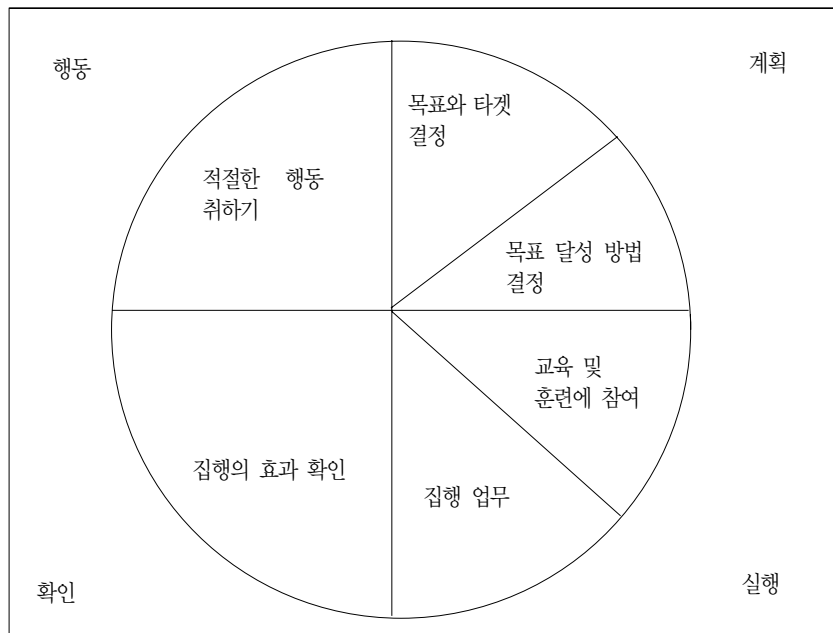 행동
계획
목표와 타겟
결정
적절한 행동
취하기
목표 달성 방법
결정
교육 및
훈련에 참여
집행의 효과 확인
집행 업무
확인
실행